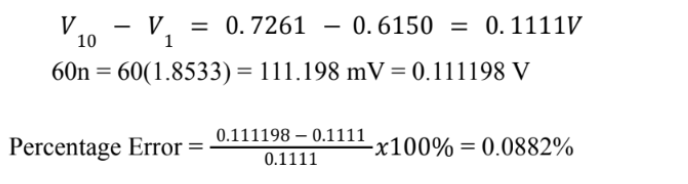 V₁₀ − V₁ = 0.7261 − 0.6150 = 0.1111V
60n = 60(1.8533) = 111.198 mV = 0.111198 V
Percentage Error = (0.111198 − 0.1111)/0.1111 x100% = 0.0882%